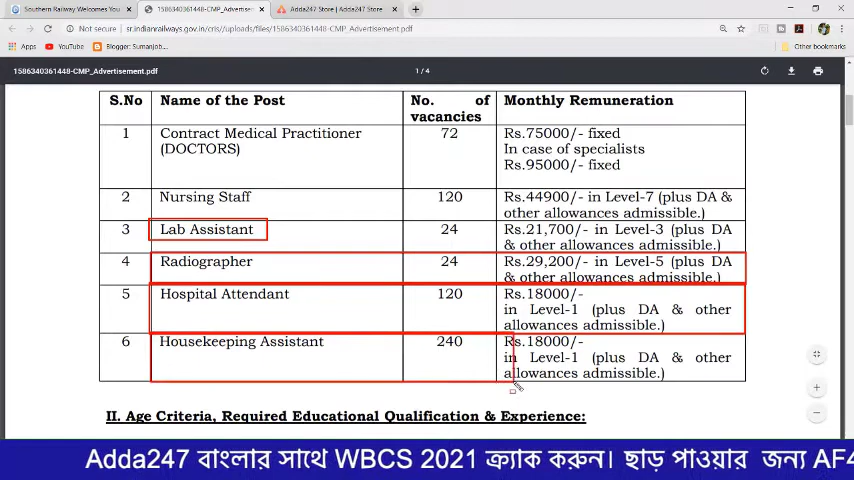 Southern Railway Welcomes You
1586340361448-CMP_Advertiseme
Adda247 Store | Adda247 Store
Not secure | sr.indianrailways.gov.in/cris//uploads/files/1586340361448-CMP_Advertisement.pdf
Apps YouTube Blogger: Sumanjob... Other bookmarks
1586340361448-CMP_Advertisement.pdf 1 / 4
S.No Name of the Post No. of vacancies Monthly Remuneration
1 Contract Medical Practitioner (DOCTORS) 72 Rs.75000/- fixed
In case of specialists
Rs.95000/- fixed
2 Nursing Staff 120 Rs.44900/- in Level-7 (plus DA &
other allowances admissible.)
3 Lab Assistant 24 Rs.21,700/- in Level-3 (plus DA
& other allowances admissible.)
4 Radiographer 24 Rs.29,200/- in Level-5 (plus DA
& other allowances admissible.)
5 Hospital Attendant 120 Rs.18000/-
in Level-1 (plus DA & other
allowances admissible.)
6 Housekeeping Assistant 240 Rs.18000/-
in Level-1 (plus DA & other
allowances admissible.)
II. Age Criteria, Required Educational Qualification & Experience:
Adda247 বাংলার সাথে WBCS 2021 ক্র্যাক করুন। ছাড় পাওয়ার জন্য AF4